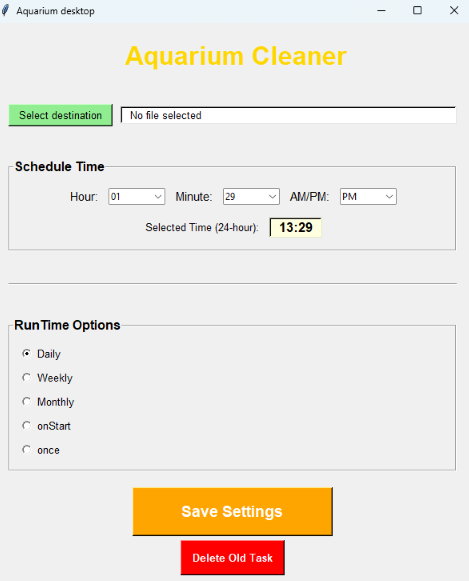 Aquarium desktop
Aquarium Cleaner
Select destination No file selected
Schedule Time
Hour: 01 Minute: 29 AM/PM: PM
Selected Time (24-hour): 13:29
RunTime Options
Daily
Weekly
Monthly
onStart
once
Save Settings
Delete Old Task